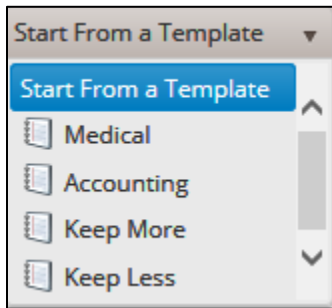 Start From a Template
Start From a Template
Medical
Accounting
Keep More
Keep Less